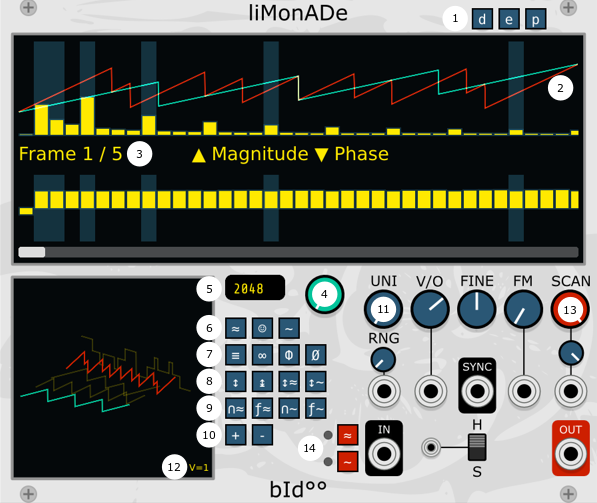 liMonADe
1 d e p
2
Frame 1 / 5 3 ▲ Magnitude ▼ Phase
5 2048 4
6 ≈ ☺ ~
7 ≡ ∞ Φ Ø
8 ↕ ↨ ↕≈ ↕~
9 ∩≈ ƒ≈ ∩~ ƒ~
10 + -
12 V=1
UNI V/O FINE FM SCAN
11 13
RNG
SYNC
14 ≈
~
IN
H
S
OUT
bId°°